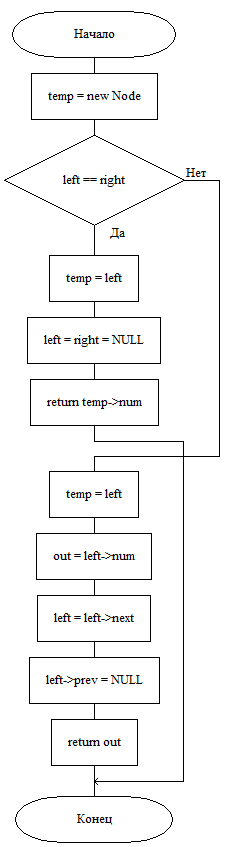 Начало
temp = new Node
left == right
Нет
Да
temp = left
left = right = NULL
return temp->num
temp = left
out = left->num
left = left->next
left->prev = NULL
return out
Конец